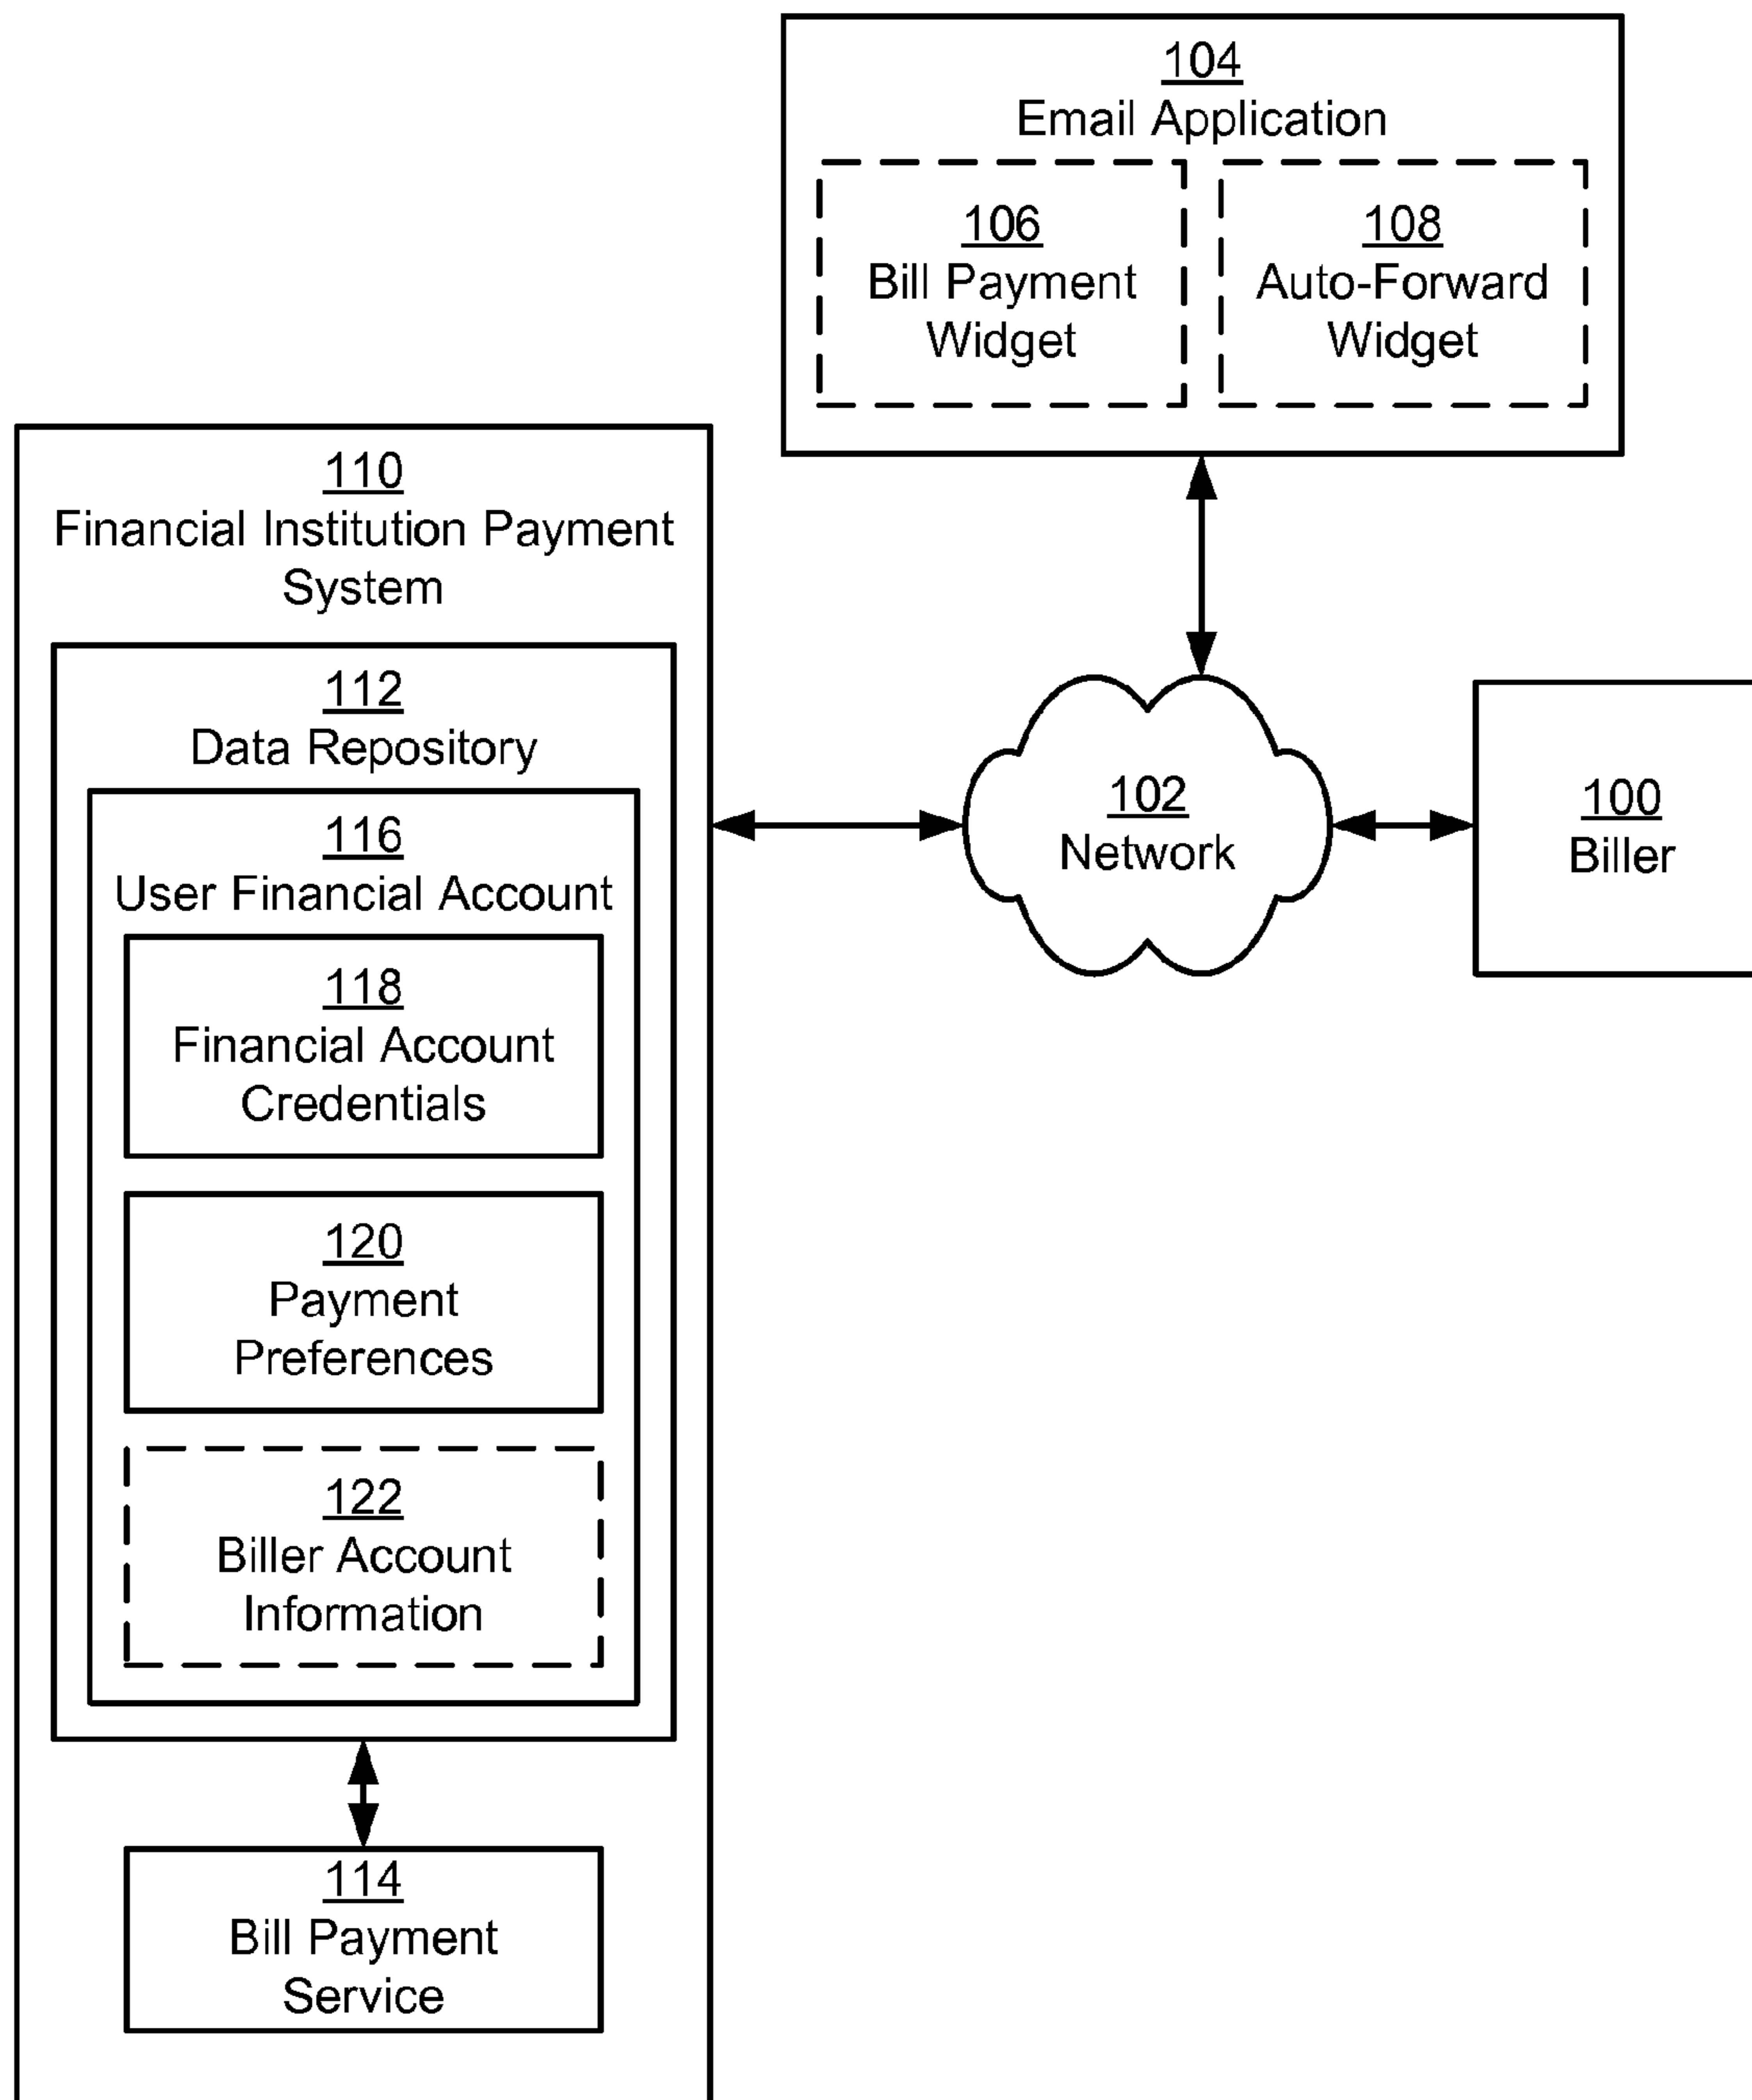 104
Email Application
106
Bill Payment
Widget
108
Auto-Forward
Widget
110
Financial Institution Payment
System
112
Data Repository
116
User Financial Account
118
Financial Account
Credentials
120
Payment
Preferences
122
Biller Account
Information
114
Bill Payment
Service
102
Network
100
Biller